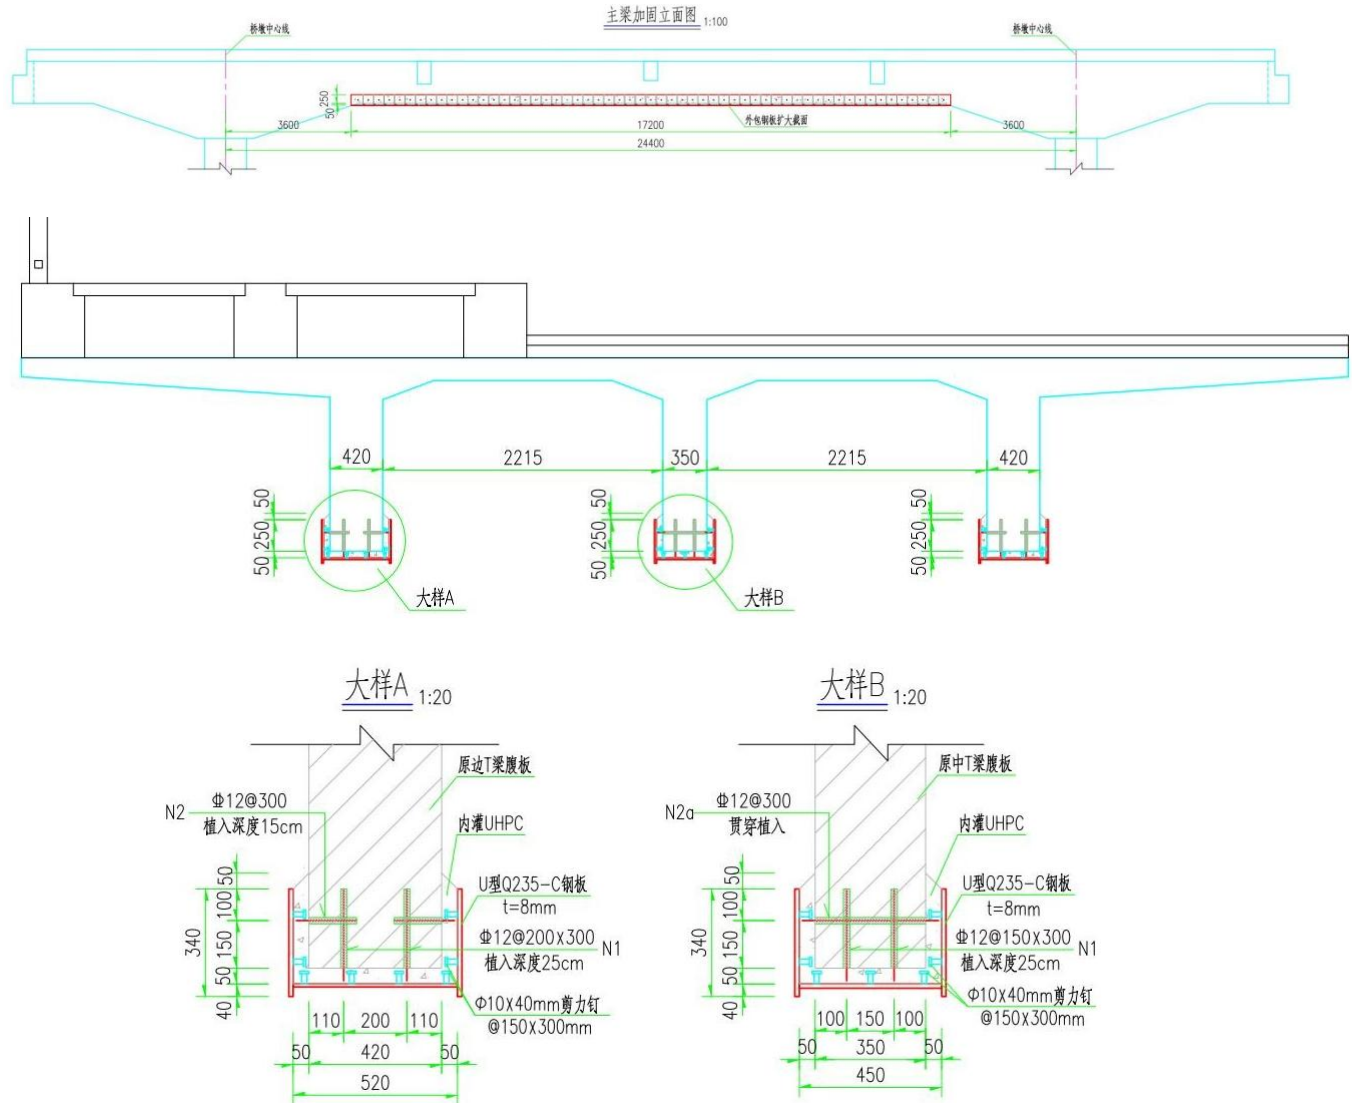 主梁加固立面图 1:100
桥墩中心线
桥墩中心线
250
50
外包钢板扩大截面
3600
17200
3600
24400
420
2215
350
2215
420
50
250
50
50
250
50
50
250
50
大样A
大样B
大样A 1:20
大样B 1:20
原边T梁腹板
N2
Φ12@300
植入深度15cm
内灌UHPC
U型Q235-C钢板
t=8mm
Φ12@200X300
N1
植入深度25cm
Φ10X40mm剪力钉
@150X300mm
50
100
150
50
40
340
110
200
110
50
420
50
520
原中T梁腹板
N2a
Φ12@300
贯穿植入
内灌UHPC
U型Q235-C钢板
t=8mm
Φ12@150X300
N1
植入深度25cm
Φ10X40mm剪力钉
@150X300mm
50
100
150
50
40
340
100
150
100
50
350
50
450